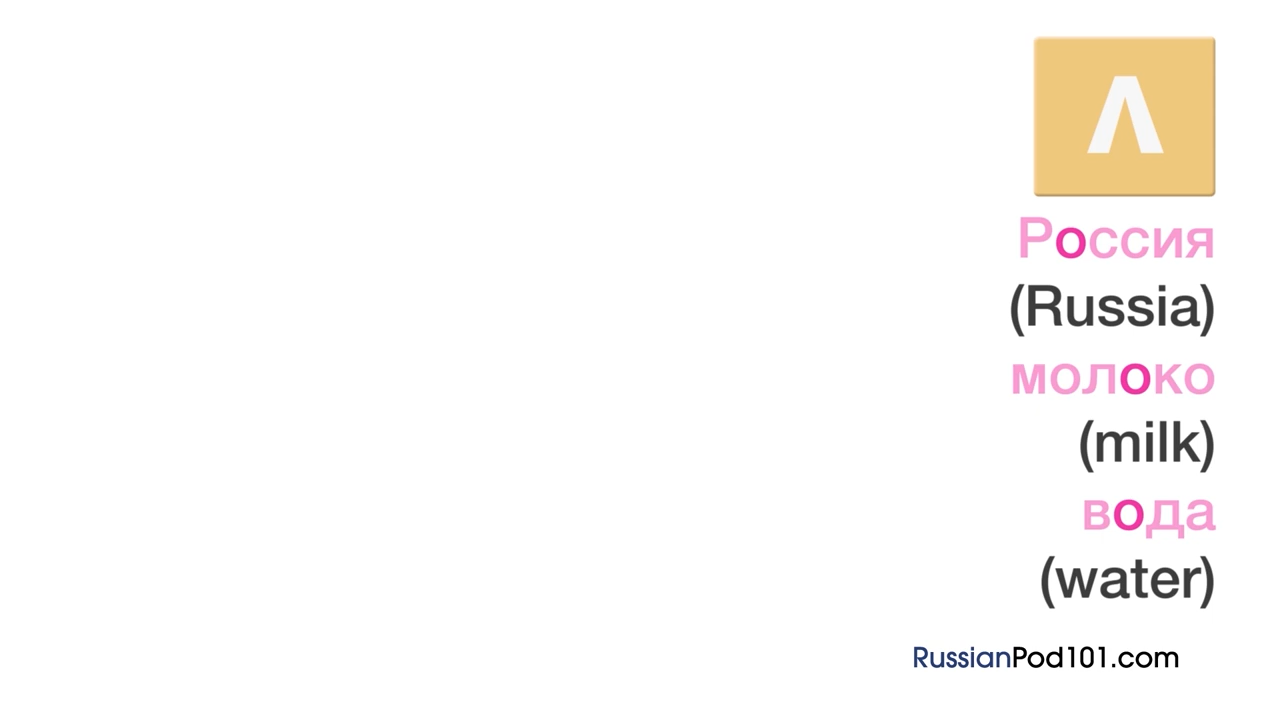 ʌ
Россия
(Russia)
молоко
(milk)
вода
(water)
RussianPod101.com